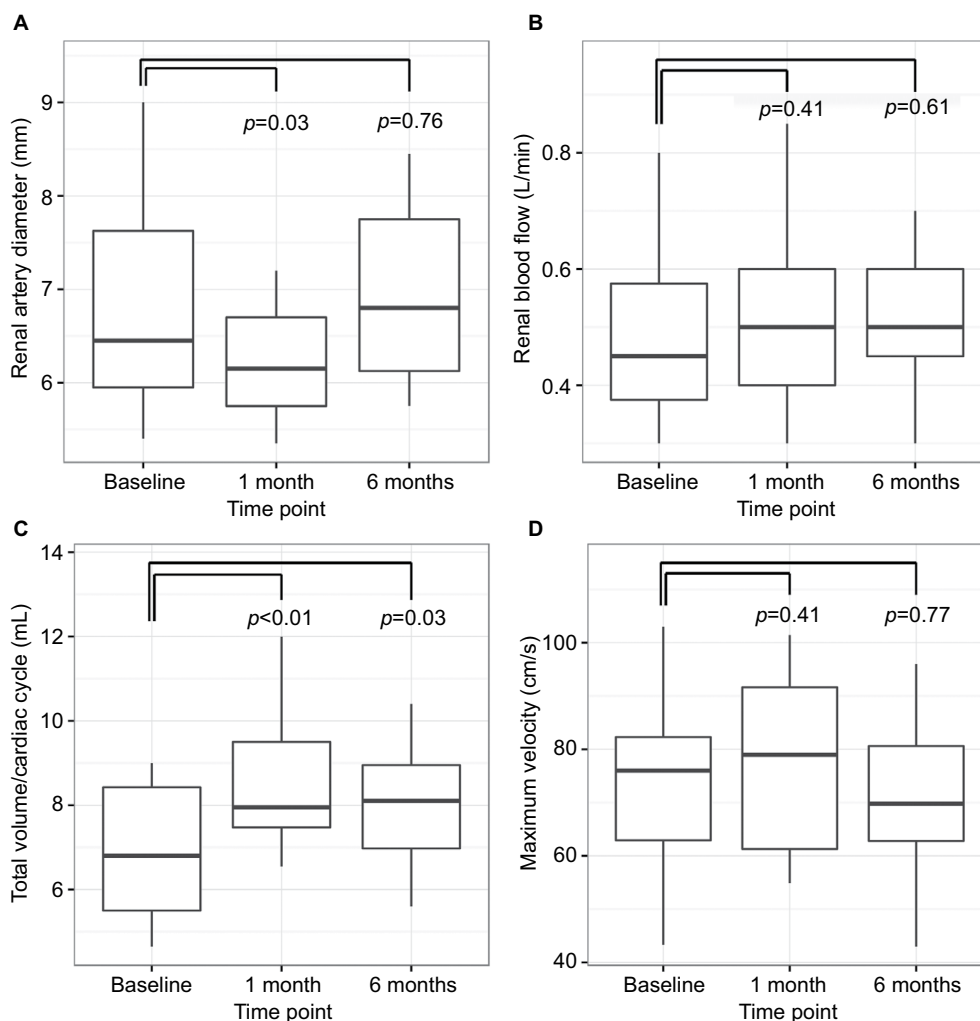 A
Renal artery diameter (mm)
9
8
7
6
p=0.03
p=0.76
Baseline
1 month
6 months
Time point
B
Renal blood flow (L/min)
0.8
0.6
0.4
p=0.41
p=0.61
Baseline
1 month
6 months
Time point
C
Total volume/cardiac cycle (mL)
14
12
10
8
6
p<0.01
p=0.03
Baseline
1 month
6 months
Time point
D
Maximum velocity (cm/s)
100
80
60
40
p=0.41
p=0.77
Baseline
1 month
6 months
Time point